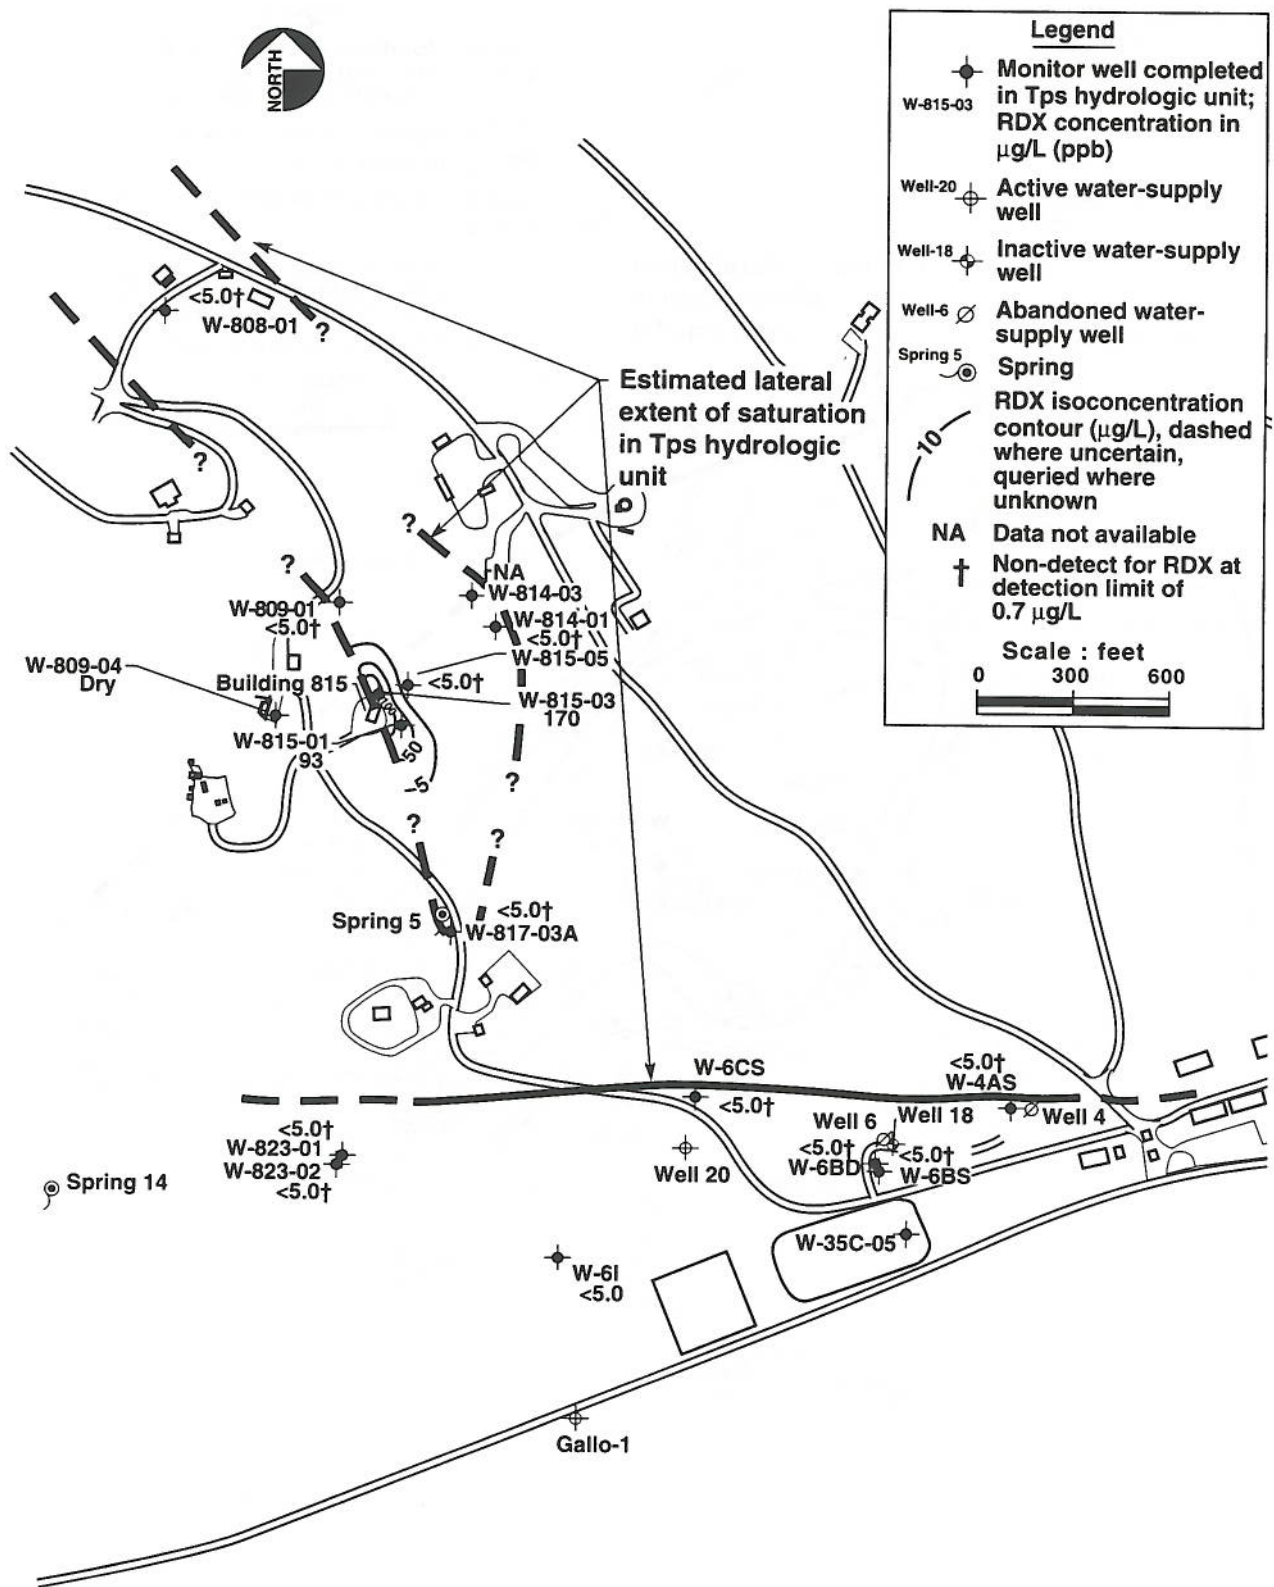 NORTH
Legend
Monitor well completed
in Tps hydrologic unit;
RDX concentration in
µg/L (ppb)
W-815-03
Well-20
Active water-supply
well
Well-18
Inactive water-supply
well
Well-6
Abandoned water-
supply well
Spring 5
Spring
10
RDX isoconcentration
contour (µg/L), dashed
where uncertain,
queried where
unknown
NA
Data not available
†
Non-detect for RDX at
detection limit of
0.7 µg/L
Scale : feet
0 300 600
<5.0†
W-808-01
?
?
Estimated lateral
extent of saturation
in Tps hydrologic
unit
?
?
NA
W-814-03
W-809-01
<5.0†
W-814-01
<5.0†
W-815-05
<5.0†
W-809-04
Dry
Building 815
W-815-03
170
W-815-01
93
50
5
?
?
?
Spring 5
<5.0†
W-817-03A
W-6CS
<5.0†
<5.0†
W-4AS
Well 4
Well 6
Well 18
<5.0†
W-6BD
<5.0†
W-6BS
Well 20
<5.0†
W-823-01
W-823-02
<5.0†
Spring 14
W-35C-05
W-6I
<5.0
Gallo-1